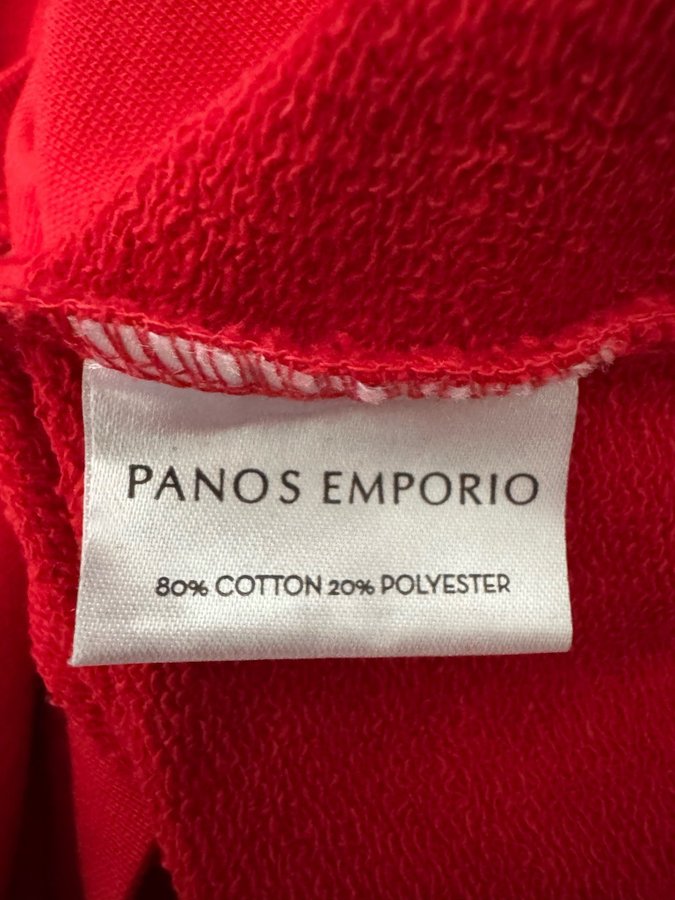 PANOS EMPORIO
80% COTTON 20% POLYESTER